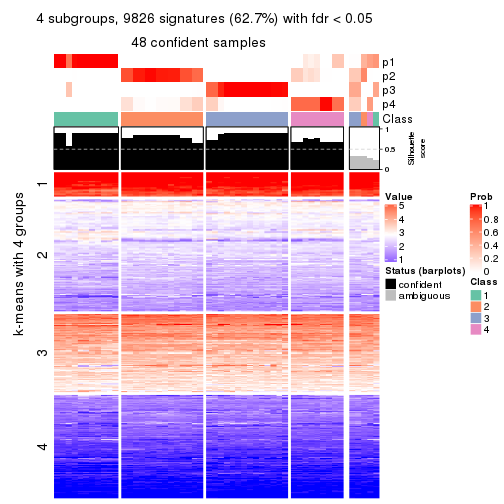 4 subgroups, 9826 signatures (62.7%) with fdr < 0.05
48 confident samples
p1
p2
p3
p4
Class
1
0.5
0
Silhouette
score
k-means with 4 groups
1
2
3
4
Value
5
4
3
2
1
Status (barplots)
confident
ambiguous
Prob
1
0.8
0.6
0.4
0.2
0
Class
1
2
3
4